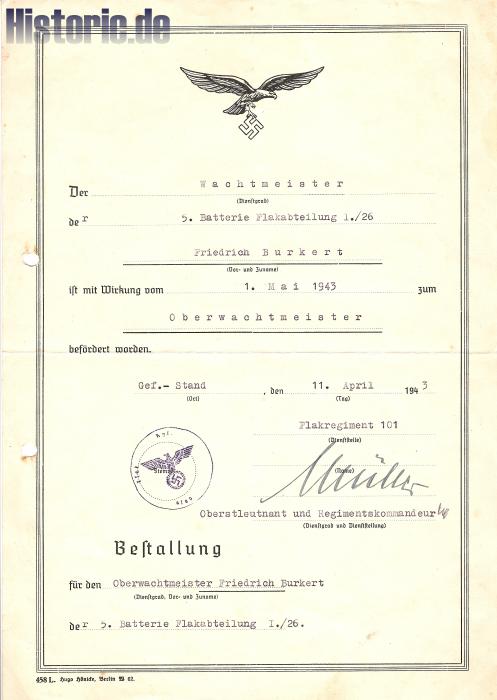 Historic.de
Der Wachtmeister
(Dienstgrad)
der 5. Batterie Flakabteilung I./26
Friedrich Burkert
(Vor- und Zuname)
ist mit Wirkung vom 1. Mai 1943 zum
Oberwachtmeister
befördert worden.
Gef.- Stand , den 11. April 1943
(Ort) (Tag)
Flakregiment 101
(Dienststelle)
Müller
(Name)
Oberstleutnant und Regimentskommandeur
(Dienstgrad und Dienststellung)
Bestallung
für den Oberwachtmeister Friedrich Burkert
(Dienstgrad, Vor- und Zuname)
der 5. Batterie Flakabteilung I./26.
458 L. Hugo Hänicke, Berlin W 62.